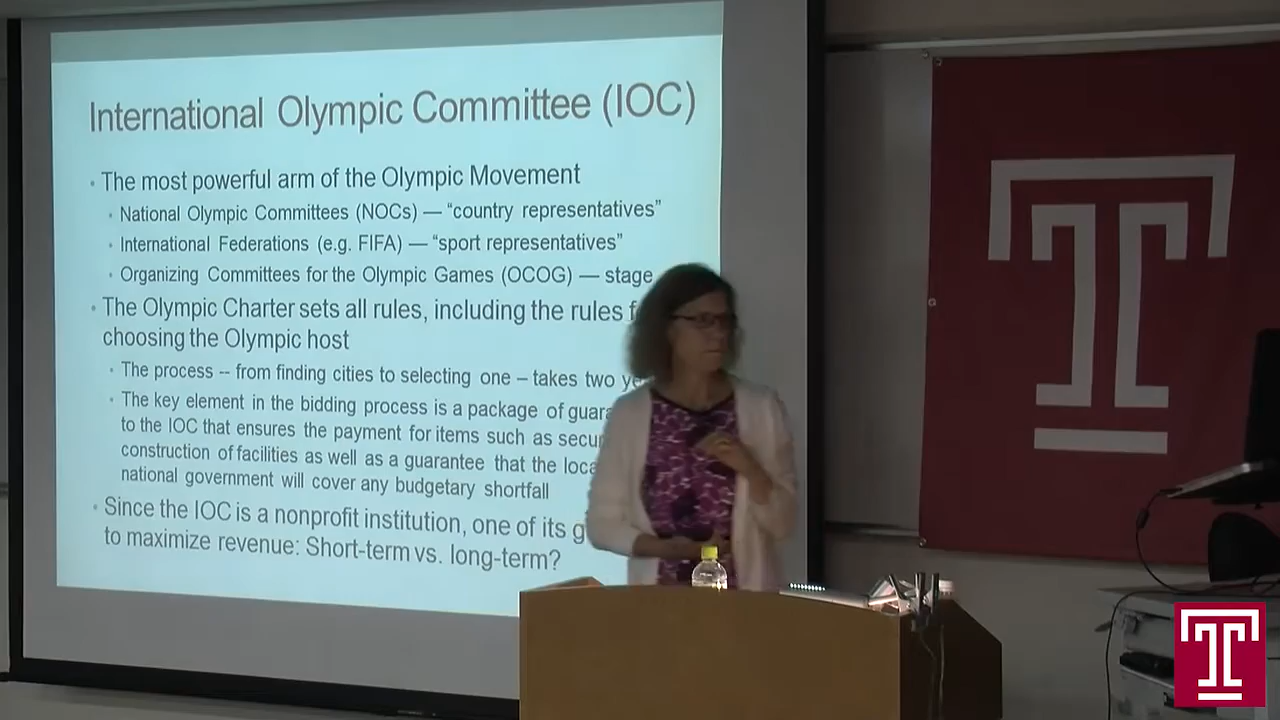 International Olympic Committee (IOC)
• The most powerful arm of the Olympic Movement
• National Olympic Committees (NOCs) — “country representatives”
• International Federations (e.g. FIFA) — “sport representatives”
• Organizing Committees for the Olympic Games (OCOG) — stage
• The Olympic Charter sets all rules, including the rules
choosing the Olympic host
• The process -- from finding cities to selecting one – takes two
• The key element in the bidding process is a package of
to the IOC that ensures the payment for items such as
construction of facilities as well as a guarantee that the
national government will cover any budgetary shortfall
• Since the IOC is a nonprofit institution, one of its
to maximize revenue: Short-term vs. long-term?
T
T